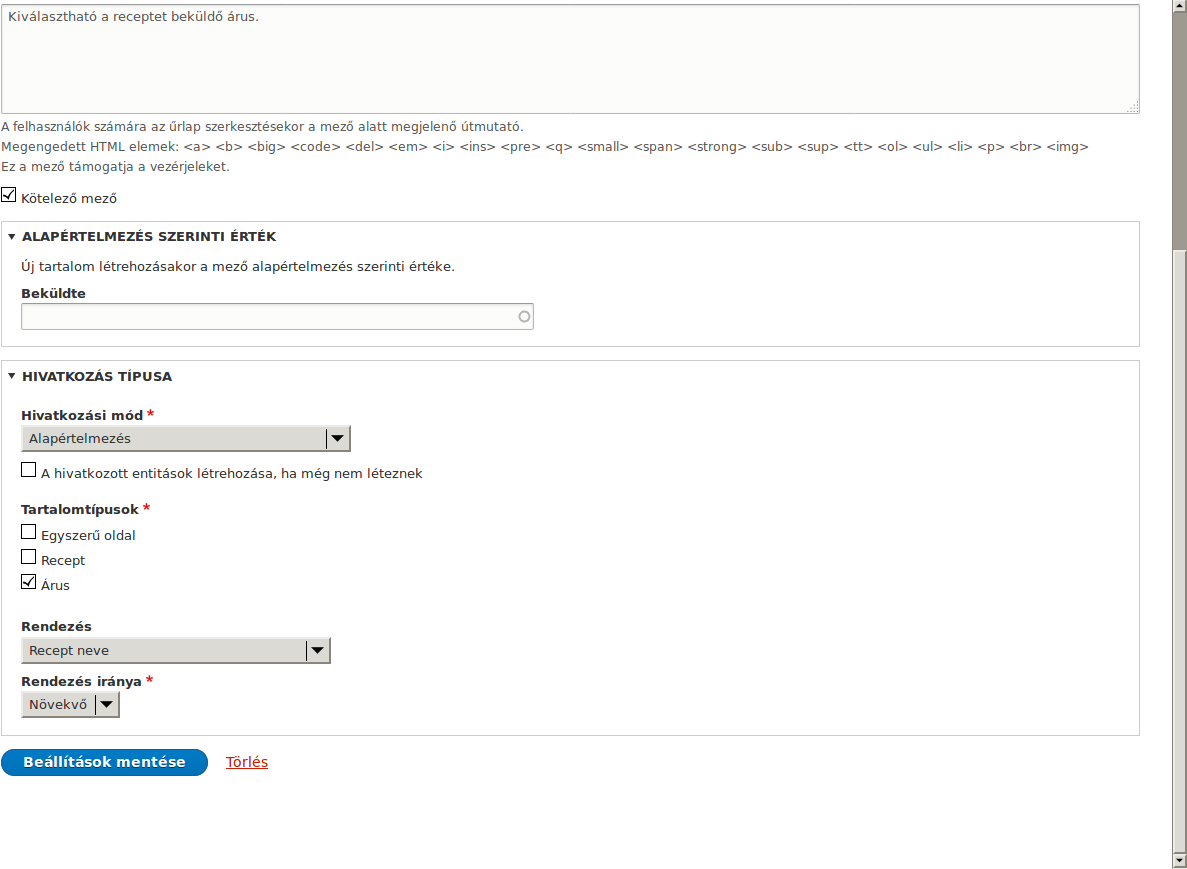 Kiválasztható a receptet beküldő árus.
A felhasználók számára az űrlap szerkesztésekor a mező alatt megjelenő útmutató.
Megengedett HTML elemek: <a> <b> <big> <code> <del> <em> <i> <ins> <pre> <q> <small> <span> <strong> <sub> <sup> <tt> <ol> <ul> <li> <p> <br> <img>
Ez a mező támogatja a vezérjeleket.
Kötelező mező
ALAPÉRTELMEZÉS SZERINTI ÉRTÉK
Új tartalom létrehozásakor a mező alapértelmezés szerinti értéke.
Beküldte
HIVATKOZÁS TÍPUSA
Hivatkozási mód *
Alapértelmezés
A hivatkozott entitások létrehozása, ha még nem léteznek
Tartalomtípusok *
Egyszerű oldal
Recept
Árus
Rendezés
Recept neve
Rendezés iránya *
Növekvő
Beállítások mentése Törlés